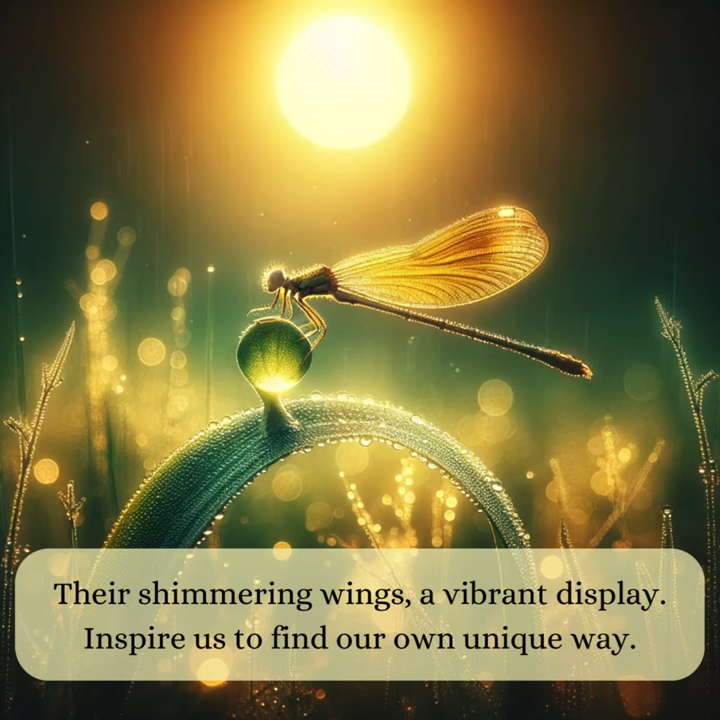 Their shimmering wings, a vibrant display.
Inspire us to find our own unique way.